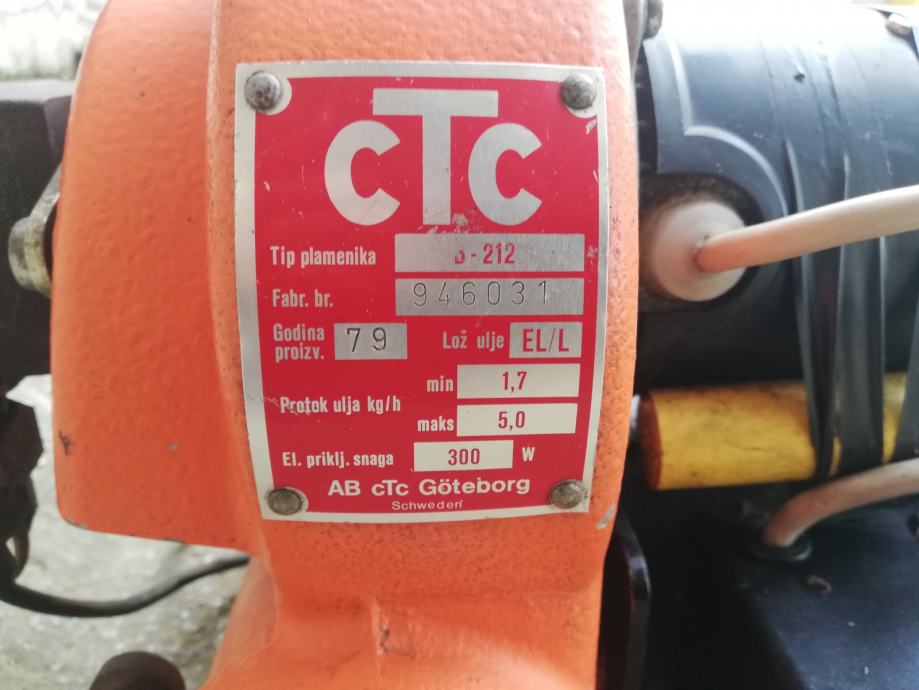 cTc
Tip plamenika -212
Fabr. br. 946031
Godina proizv. 79 Lož ulje EL/L
Protok ulja kg/h min 1,7
maks 5,0
El. priklj. snaga 300 W
AB cTc Göteborg
Schweden